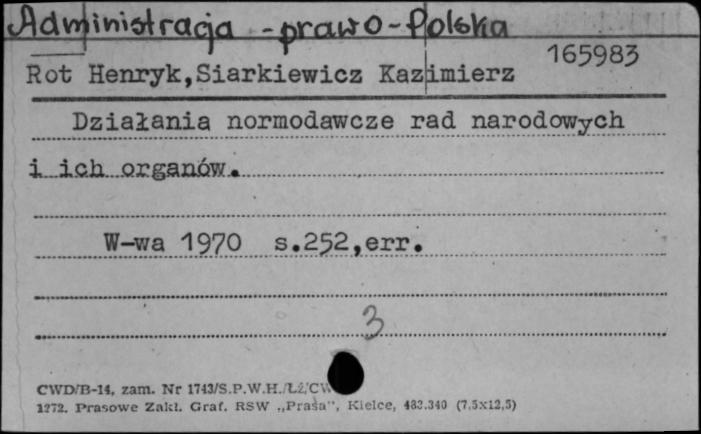 Administracja - prawo - Polska
165983
Rot Henryk, Siarkiewicz Kazimierz
Działania normodawcze rad narodowych
i ich organów.
W-wa 1970 s.252,err.
3
CWD/B-14, zam. Nr 1743/S.P.W.H./Łź/CW
1272. Prasowe Zakł. Graf. RSW „Prasa”, Kielce, 483.340 (7,5x12,5)